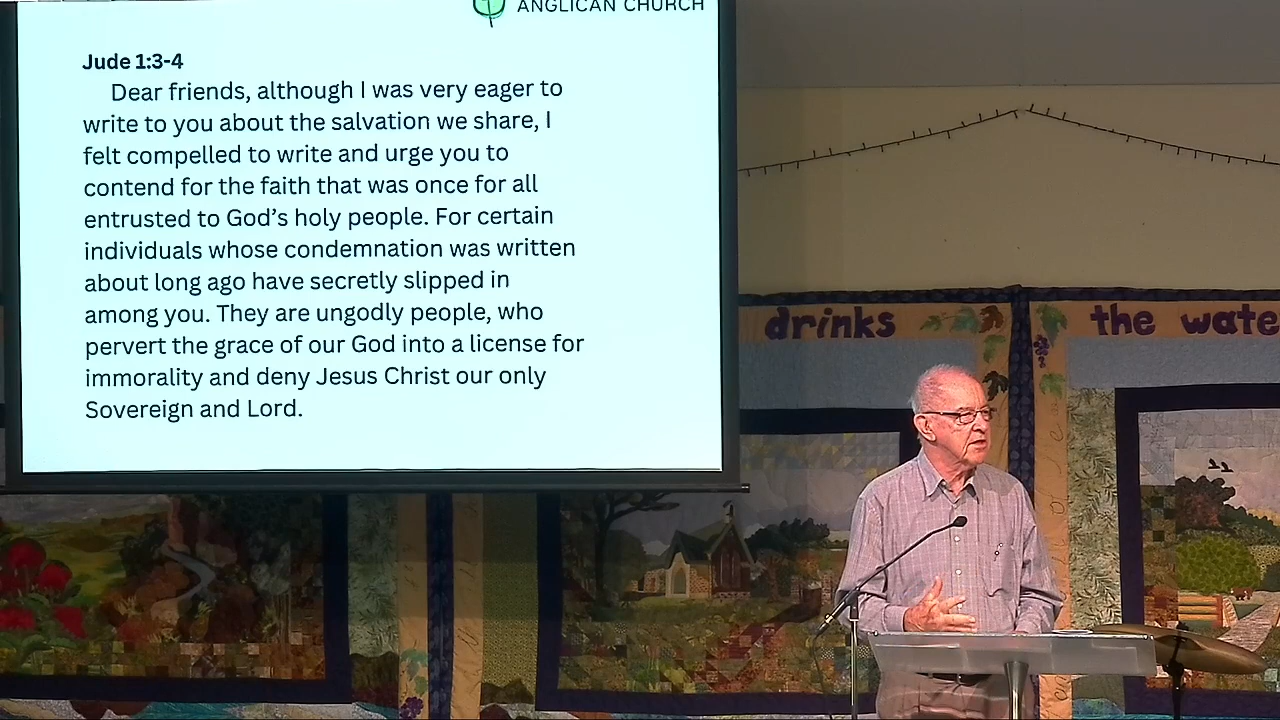 ANGLICAN CHURCH
Jude 1:3-4
Dear friends, although I was very eager to
write to you about the salvation we share, I
felt compelled to write and urge you to
contend for the faith that was once for all
entrusted to God’s holy people. For certain
individuals whose condemnation was written
about long ago have secretly slipped in
among you. They are ungodly people, who
pervert the grace of our God into a license for
immorality and deny Jesus Christ our only
Sovereign and Lord.
drinks
the wate